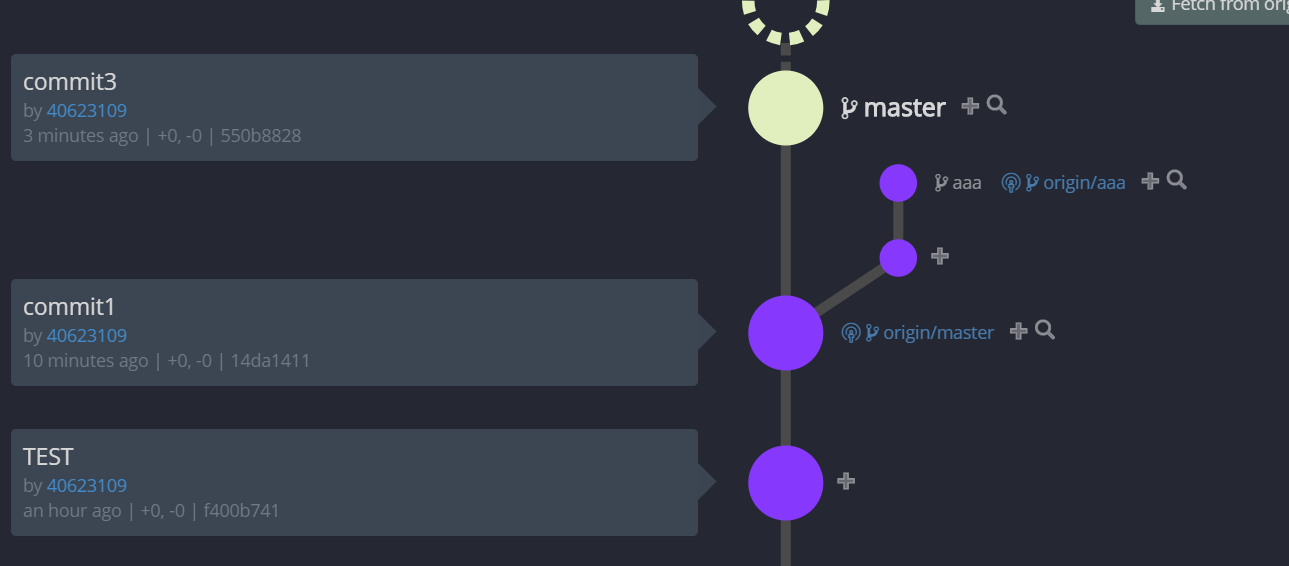 Fetch from orig
commit3
by 40623109
3 minutes ago | +0, -0 | 550b8828
master
aaa origin/aaa
commit1
by 40623109
10 minutes ago | +0, -0 | 14da1411
origin/master
TEST
by 40623109
an hour ago | +0, -0 | f400b741